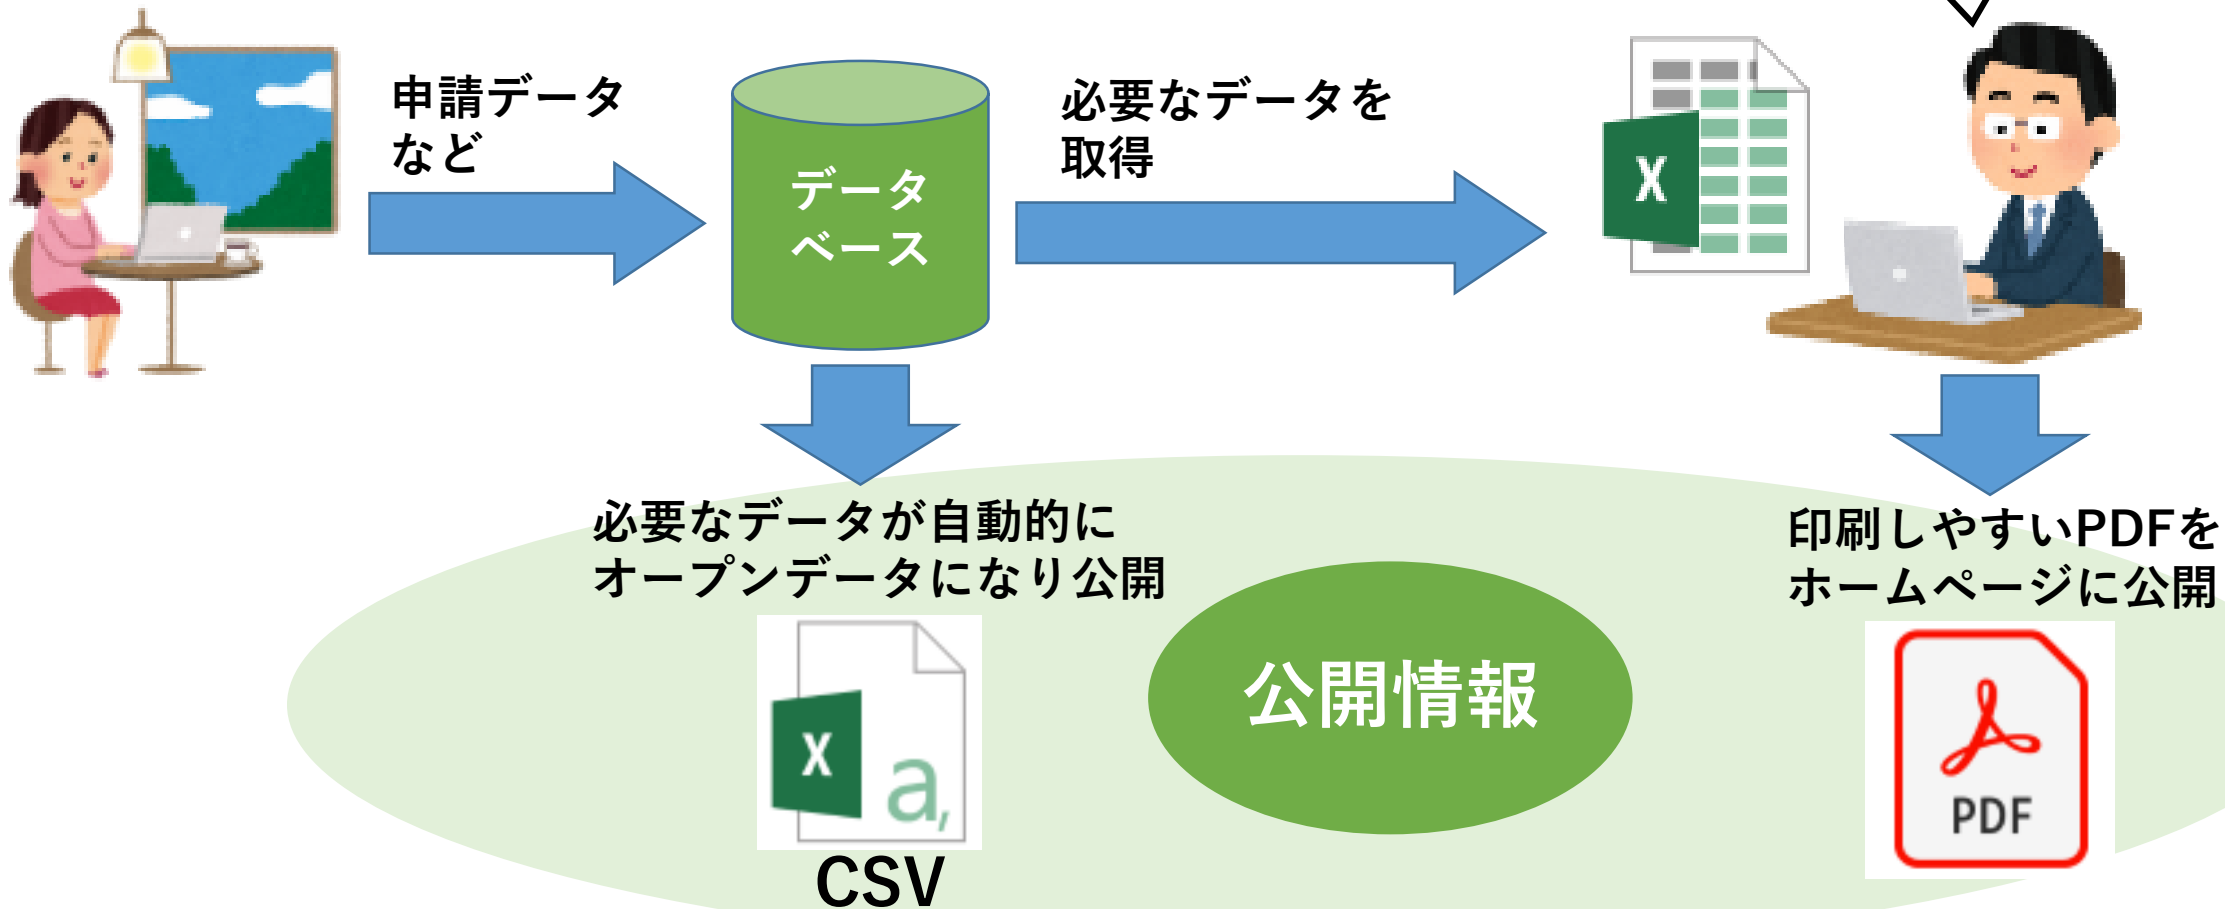 申請データ
など
データ
ベース
必要なデータを
取得
X
必要なデータが自動的に
オープンデータになり公開
印刷しやすいPDFを
ホームページに公開
公開情報
X
a,
CSV
PDF